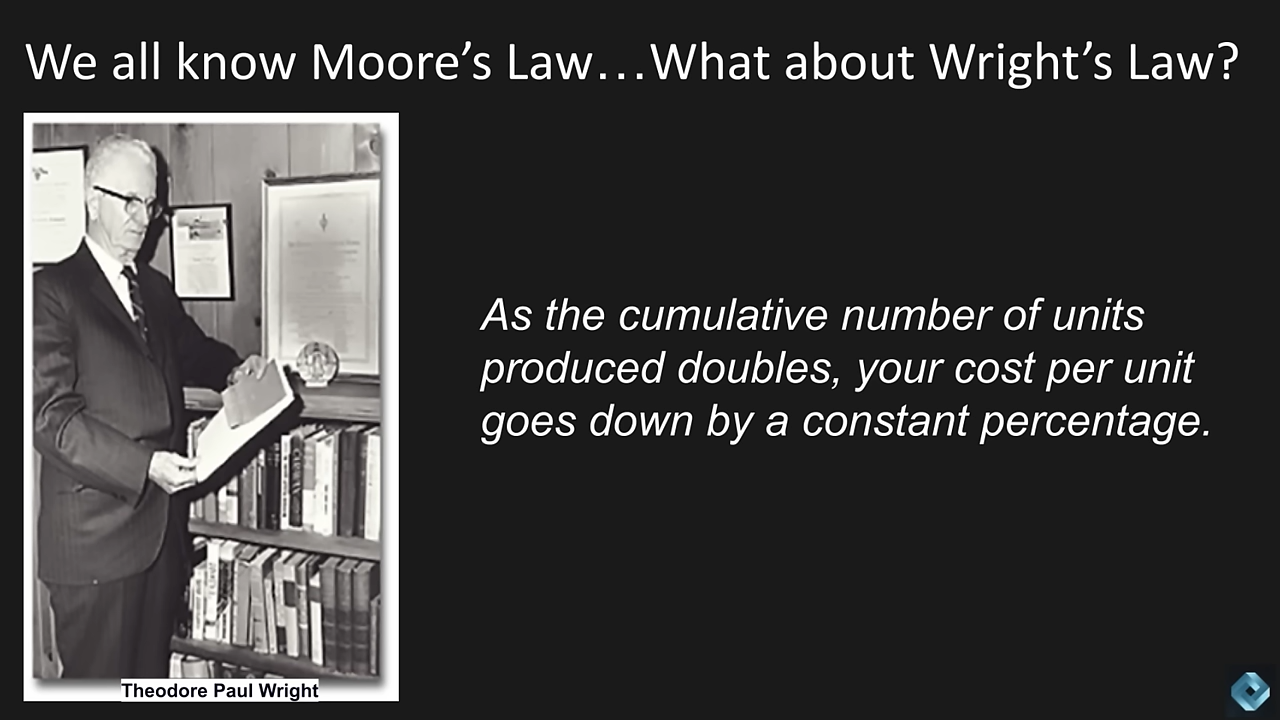 We all know Moore’s Law…What about Wright’s Law?
As the cumulative number of units
produced doubles, your cost per unit
goes down by a constant percentage.
Theodore Paul Wright